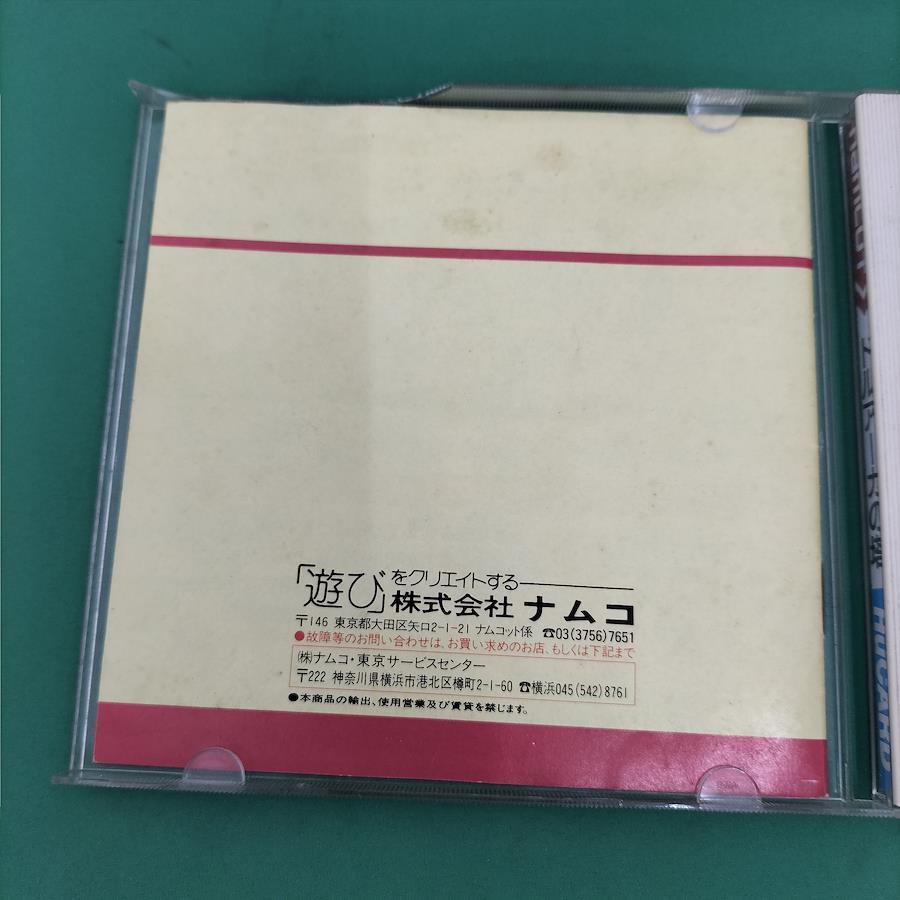 「遊び」をクリエイトする
株式会社 ナムコ
〒146 東京都大田区矢口2-1-21 ナムコット係 ☎03(3756)7651
●故障等のお問い合わせは、お買い求めのお店、もしくは下記まで
㈱ナムコ・東京サービスセンター
〒222 神奈川県横浜市港北区樽町2-1-60 ☎横浜045(542)8761
●本商品の輸出、使用営業及び賃貸を禁じます。
HUCARD